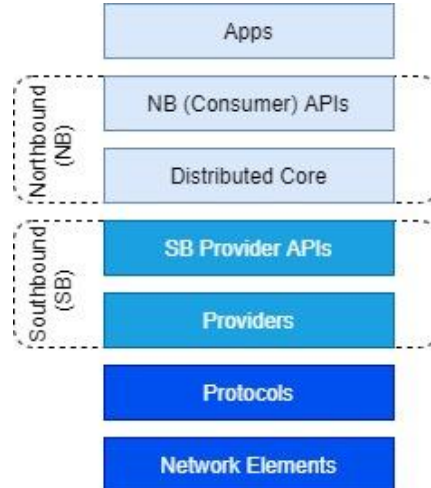 Apps
Northbound
(NB)
NB (Consumer) APIs
Distributed Core
Southbound
(SB)
SB Provider APIs
Providers
Protocols
Network Elements